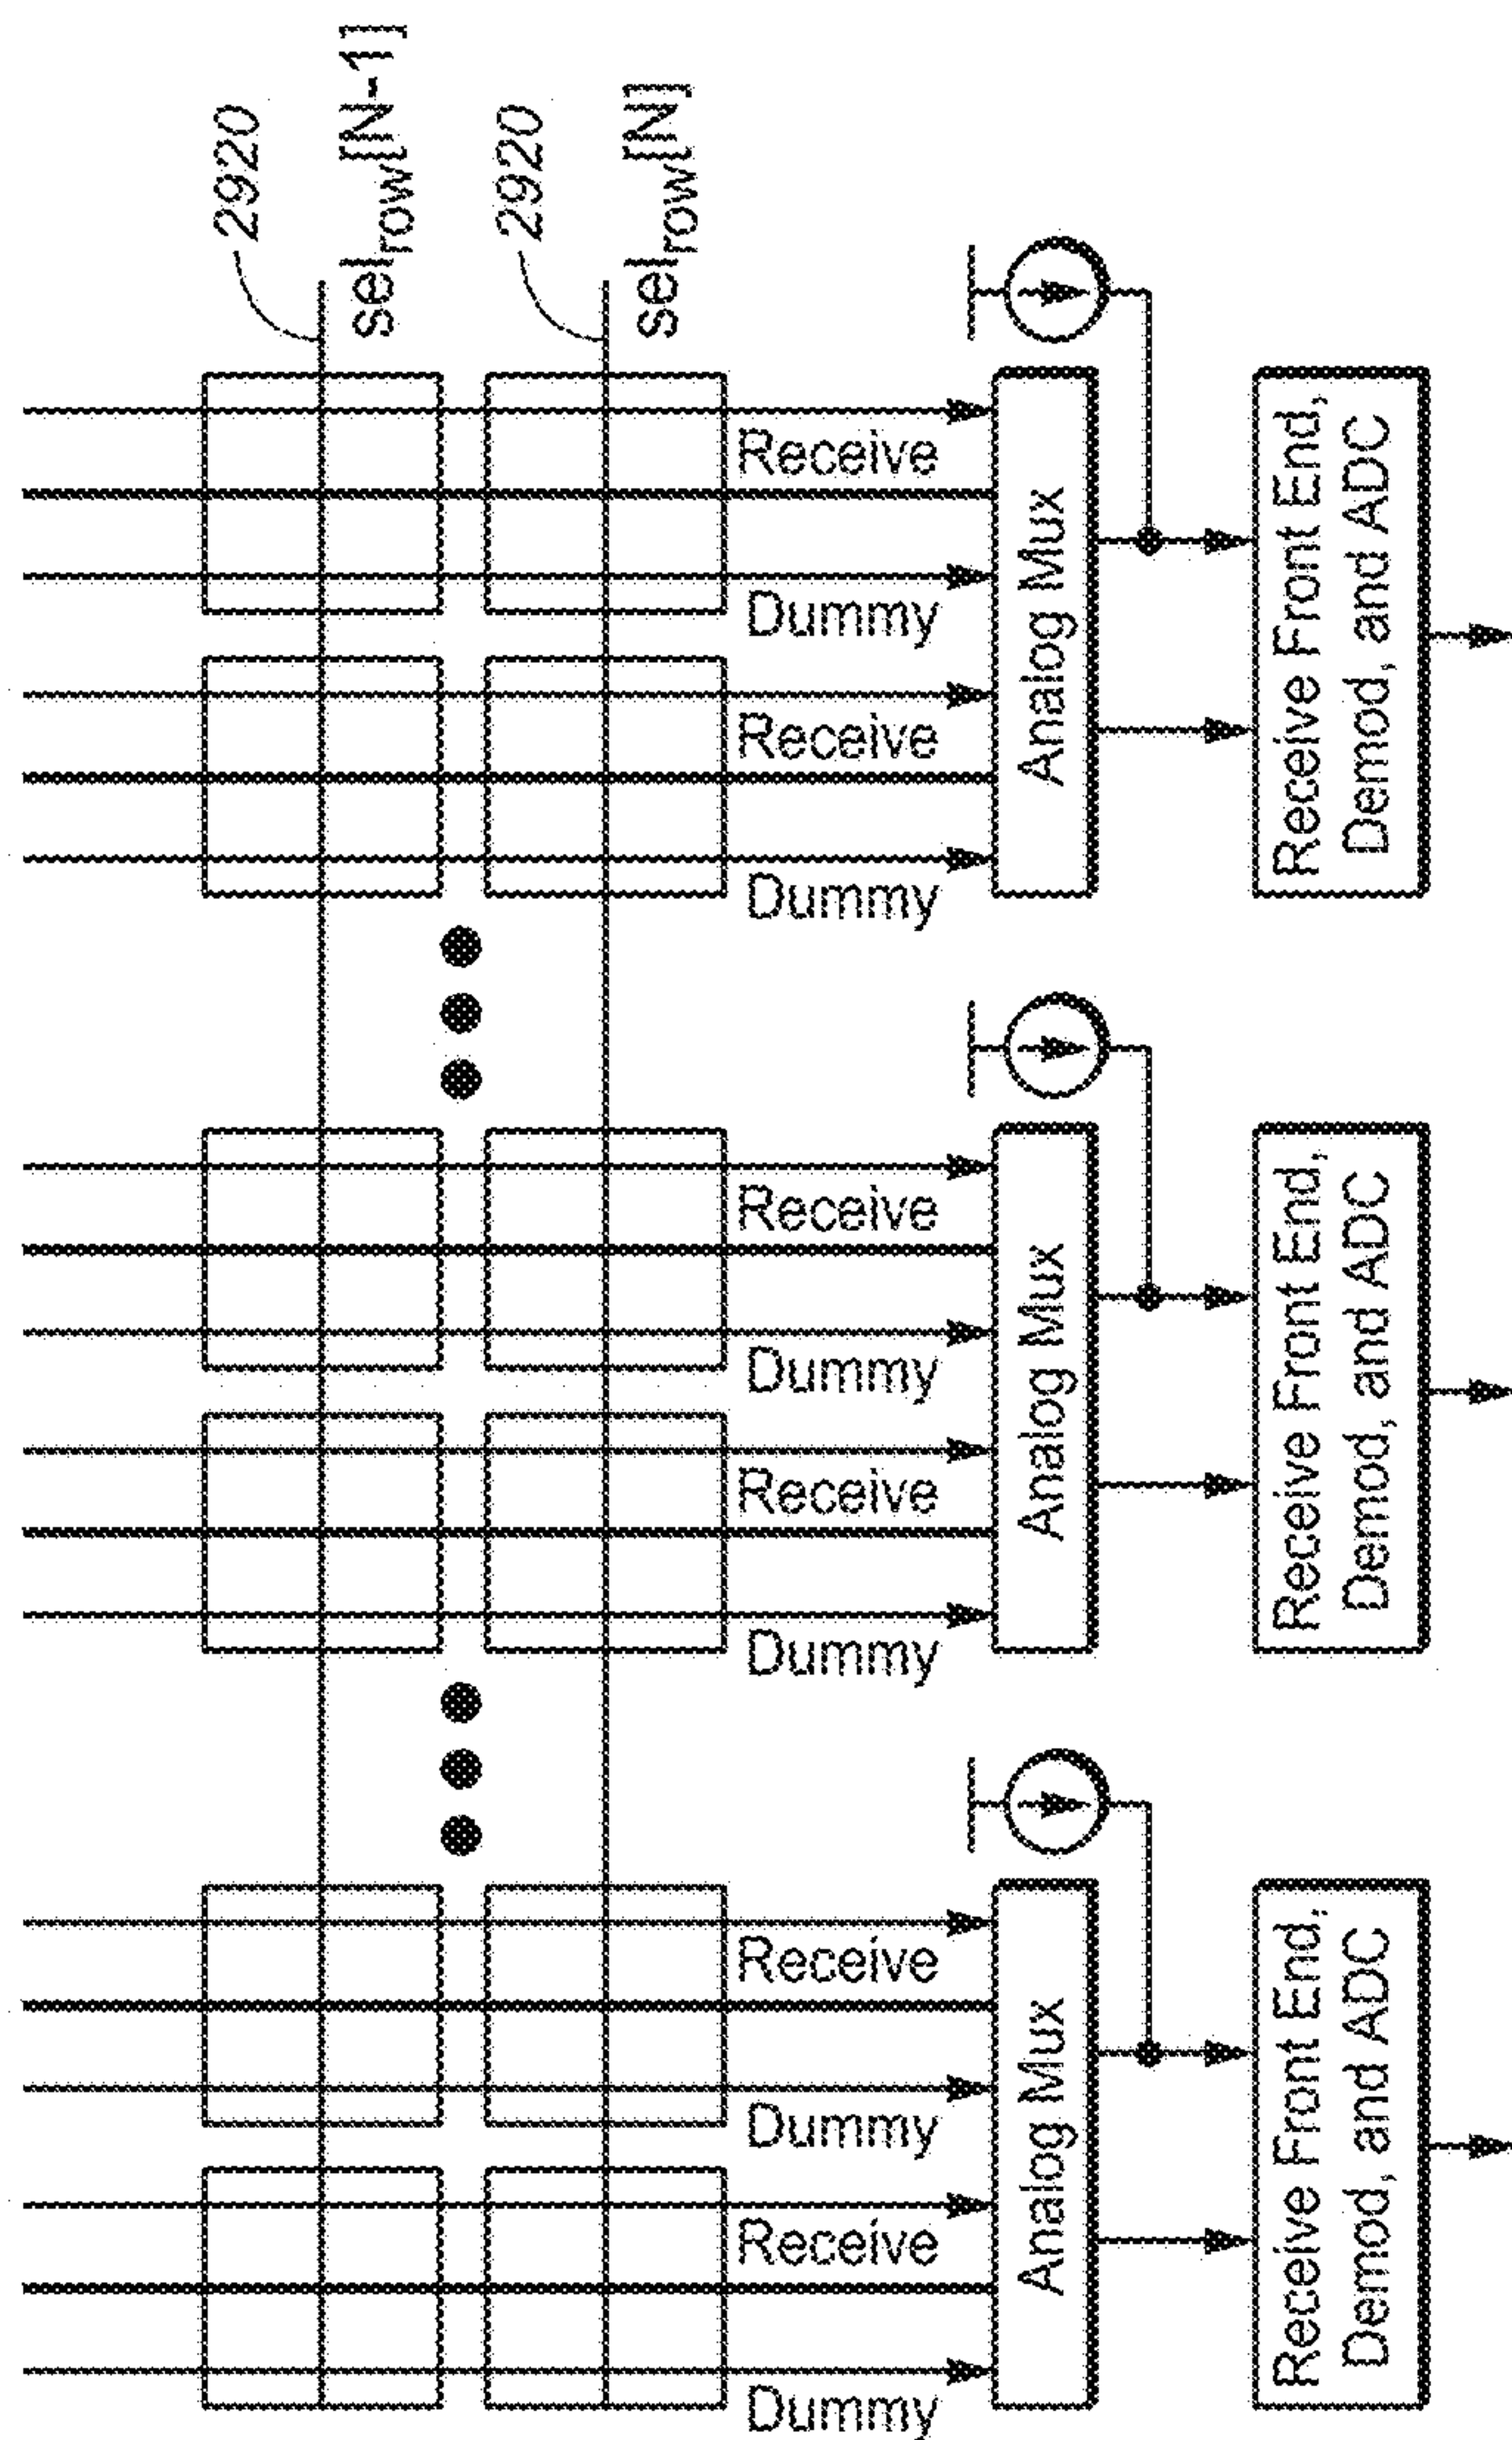 2920
sel_row[N-1]
2920
sel_row[N]
Dummy
Receive
Dummy
Receive
Dummy
Receive
Dummy
Receive
Dummy
Receive
Dummy
Receive
Analog Mux
Analog Mux
Analog Mux
Receive Front End,
Demod, and ADC
Receive Front End,
Demod, and ADC
Receive Front End,
Demod, and ADC